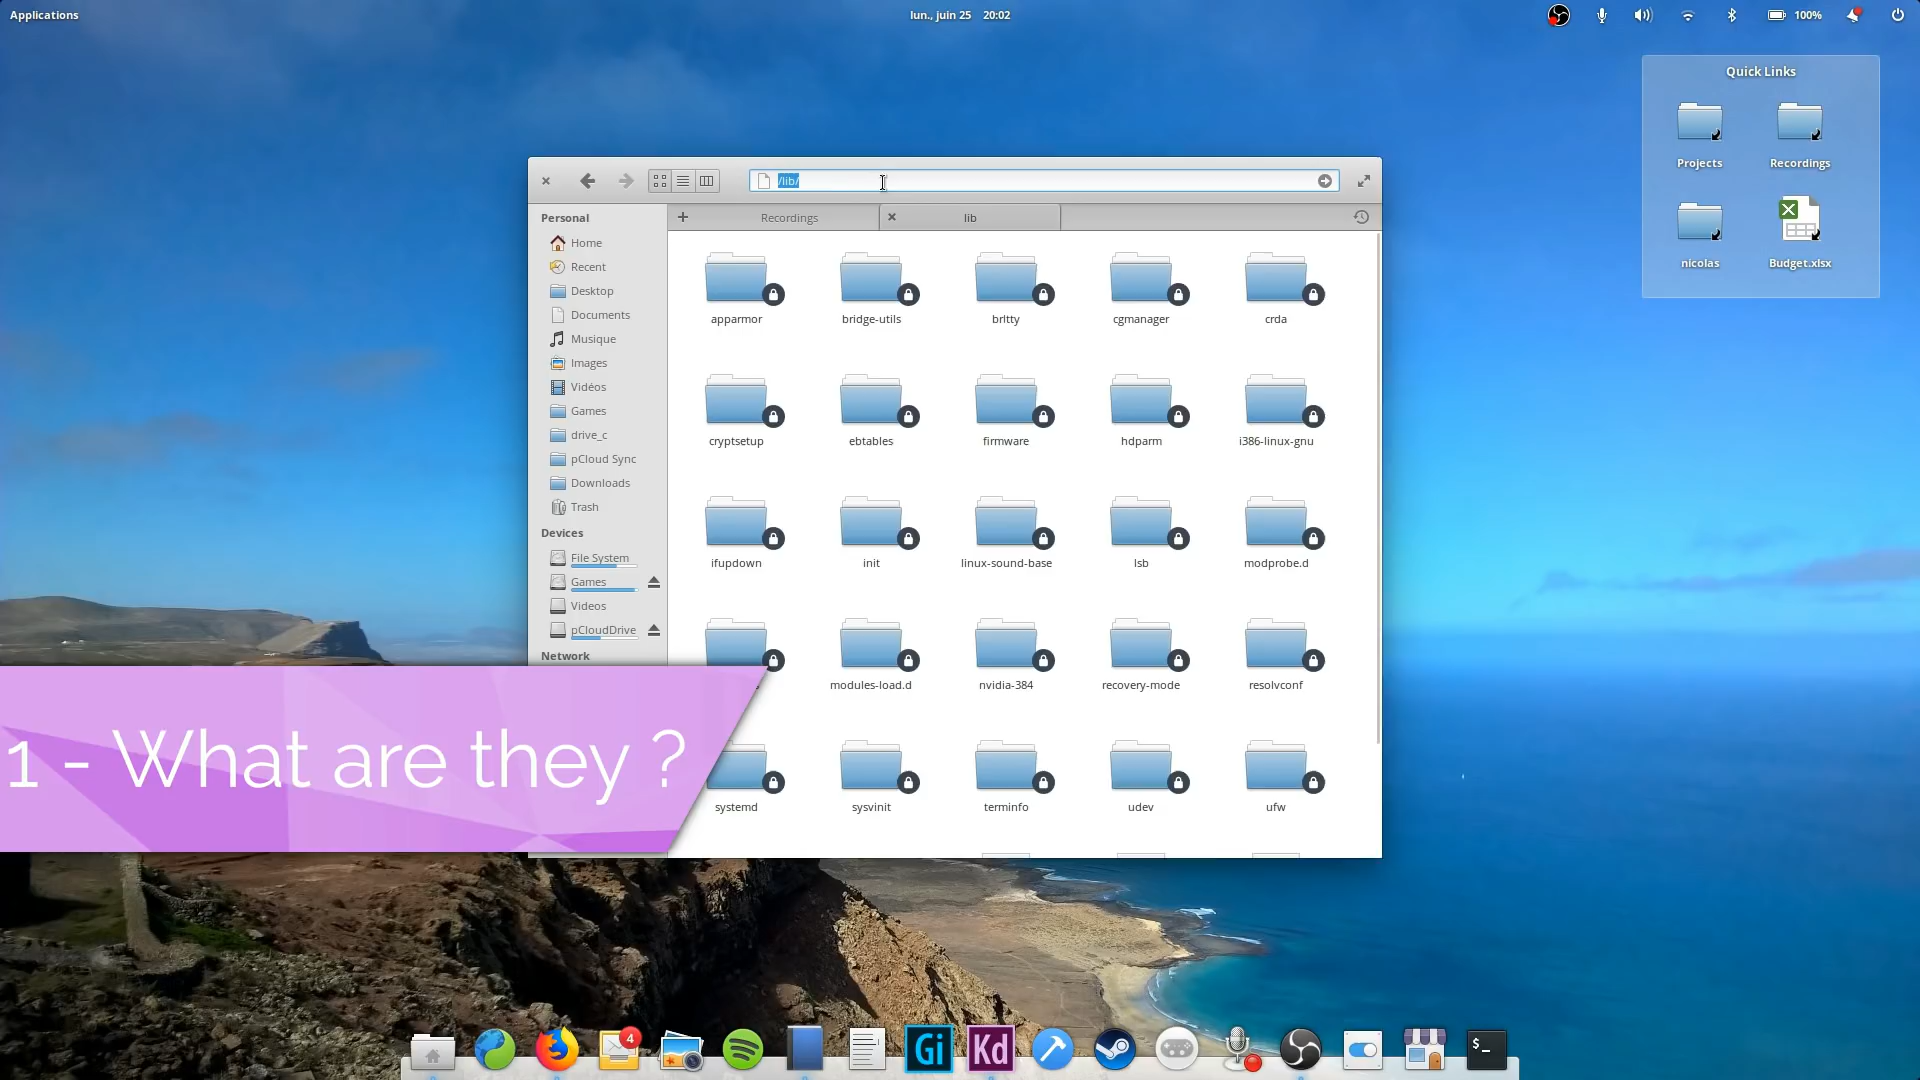 Applications
lun., juin 25 20:02
100%
Quick Links
Projects
Recordings
nicolas
Budget.xlsx
/lib/
Recordings
lib
Personal
Home
Recent
Desktop
Documents
Musique
Images
Vidéos
Games
drive_c
pCloud Sync
Downloads
Trash
Devices
File System
Games
Videos
pCloudDrive
Network
apparmor
bridge-utils
brltty
cgmanager
crda
cryptsetup
ebtables
firmware
hdparm
i386-linux-gnu
ifupdown
init
linux-sound-base
lsb
modprobe.d
modules-load.d
nvidia-384
recovery-mode
resolvconf
systemd
sysvinit
terminfo
udev
ufw
1 - What are they ?
4
Gi
Kd
$_